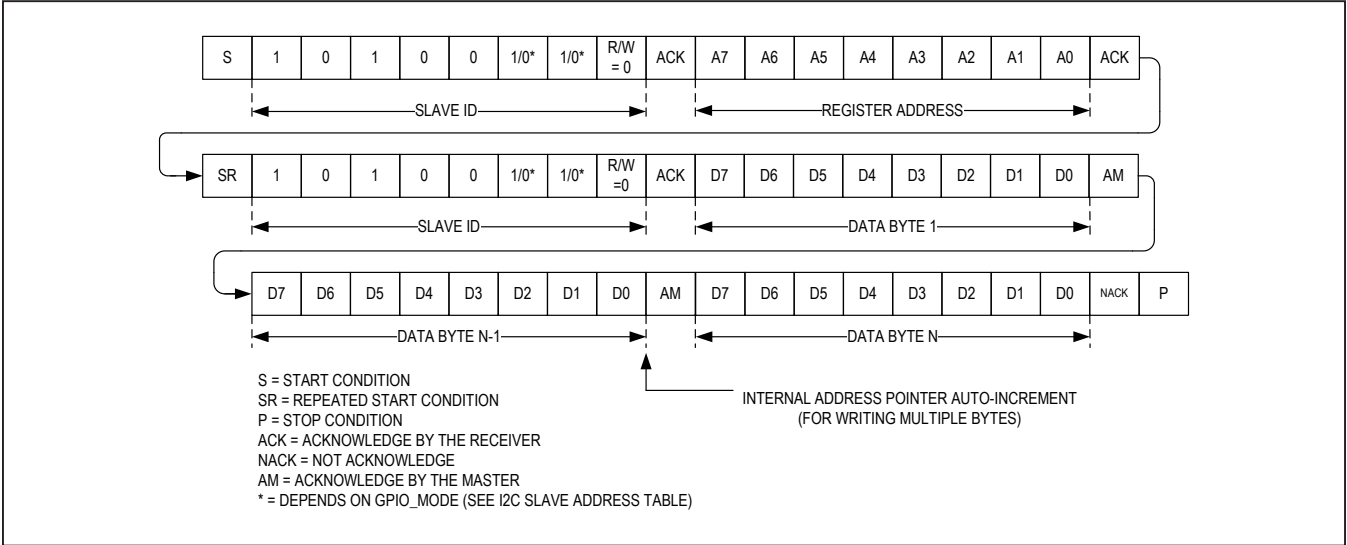 S 1 0 1 0 0 1/0* 1/0* R/W = 0 ACK A7 A6 A5 A4 A3 A2 A1 A0 ACK
SLAVE ID REGISTER ADDRESS
SR 1 0 1 0 0 1/0* 1/0* R/W =0 ACK D7 D6 D5 D4 D3 D2 D1 D0 AM
SLAVE ID DATA BYTE 1
D7 D6 D5 D4 D3 D2 D1 D0 AM D7 D6 D5 D4 D3 D2 D1 D0 NACK P
DATA BYTE N-1 DATA BYTE N
S = START CONDITION
SR = REPEATED START CONDITION
P = STOP CONDITION
ACK = ACKNOWLEDGE BY THE RECEIVER
NACK = NOT ACKNOWLEDGE
AM = ACKNOWLEDGE BY THE MASTER
* = DEPENDS ON GPIO_MODE (SEE I2C SLAVE ADDRESS TABLE)
INTERNAL ADDRESS POINTER AUTO-INCREMENT
(FOR WRITING MULTIPLE BYTES)